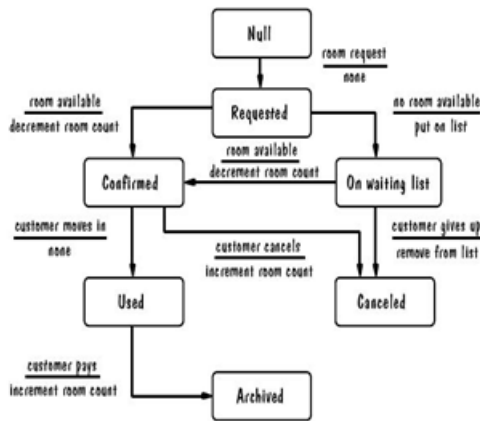 Null
room request
none
room available
decrement room count
Requested
no room available
put on list
room available
decrement room count
Confirmed
On waiting list
customer moves in
none
customer cancels
increment room count
customer gives up
remove from list
Used
Canceled
customer pays
increment room count
Archived